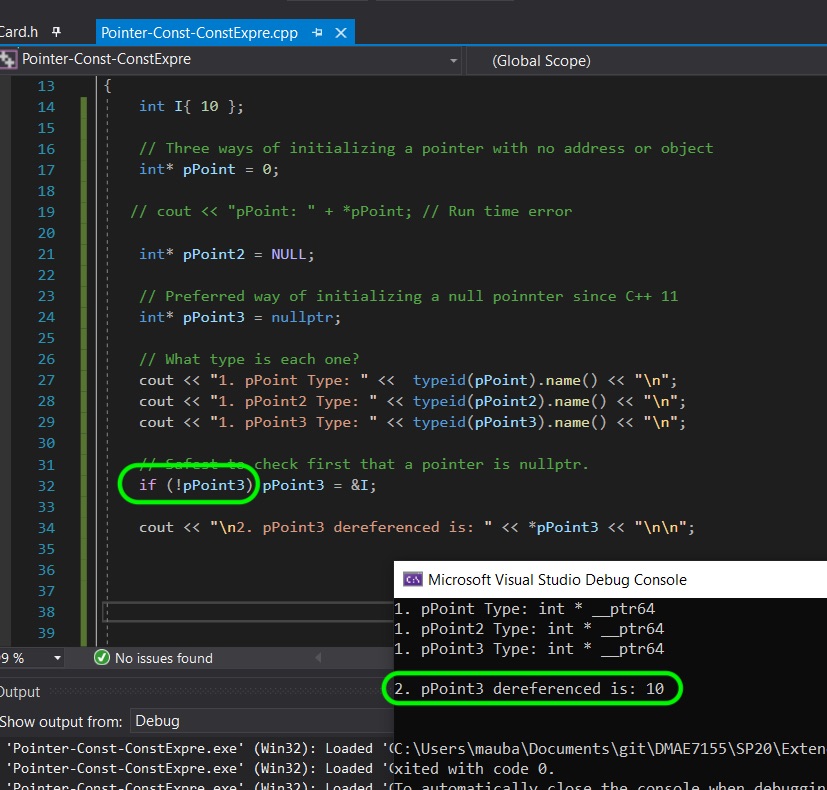 Card.h
Pointer-Const-ConstExpre.cpp
Pointer-Const-ConstExpre
(Global Scope)
13 {
14 int I{ 10 };
15
16 // Three ways of initializing a pointer with no address or object
17 int* pPoint = 0;
18
19 // cout << "pPoint: " + *pPoint; // Run time error
20
21 int* pPoint2 = NULL;
22
23 // Preferred way of initializing a null poinnter since C++ 11
24 int* pPoint3 = nullptr;
25
26 // What type is each one?
27 cout << "1. pPoint Type: " << typeid(pPoint).name() << "\n";
28 cout << "1. pPoint2 Type: " << typeid(pPoint2).name() << "\n";
29 cout << "1. pPoint3 Type: " << typeid(pPoint3).name() << "\n";
30
31 // Safest to check first that a pointer is nullptr.
32 if (!pPoint3) pPoint3 = &I;
33
34 cout << "\n2. pPoint3 dereferenced is: " << *pPoint3 << "\n\n";
35
36
37
38
39
9 %
No issues found
Output
Show output from: Debug
'Pointer-Const-ConstExpre.exe' (Win32): Loaded 'C
'Pointer-Const-ConstExpre.exe' (Win32): Loaded '
'Pointer-Const-ConstExpre.exe' (Win32): Loaded '
Microsoft Visual Studio Debug Console
1. pPoint Type: int * __ptr64
1. pPoint2 Type: int * __ptr64
1. pPoint3 Type: int * __ptr64
2. pPoint3 dereferenced is: 10
C:\Users\mauba\Documents\git\DMAE7155\SP20\Exten
xited with code 0.
To automatically close the console when debuggin